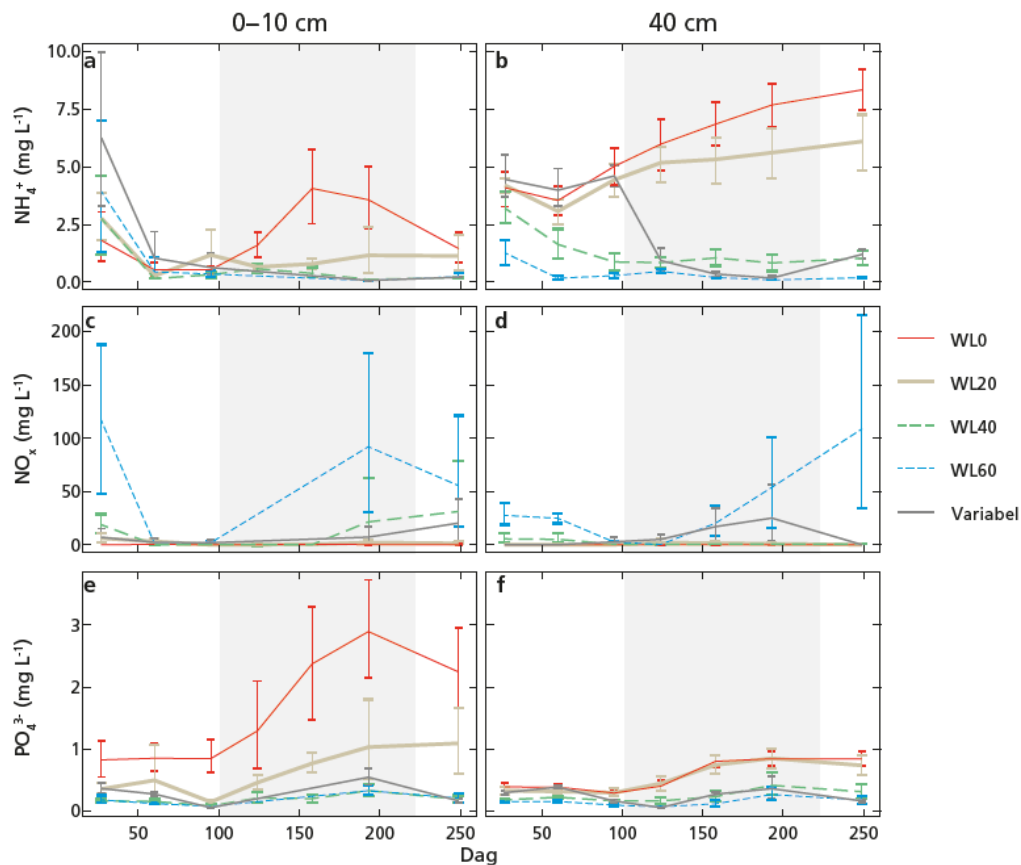 0–10 cm
40 cm
a
b
NH₄⁺ (mg L⁻¹)
10.0
7.5
5.0
2.5
0.0
c
d
NOₓ (mg L⁻¹)
200
150
100
50
0
WL0
WL20
WL40
WL60
Variabel
e
f
PO₄³⁻ (mg L⁻¹)
3
2
1
0
50 100 150 200 250 50 100 150 200 250
Dag